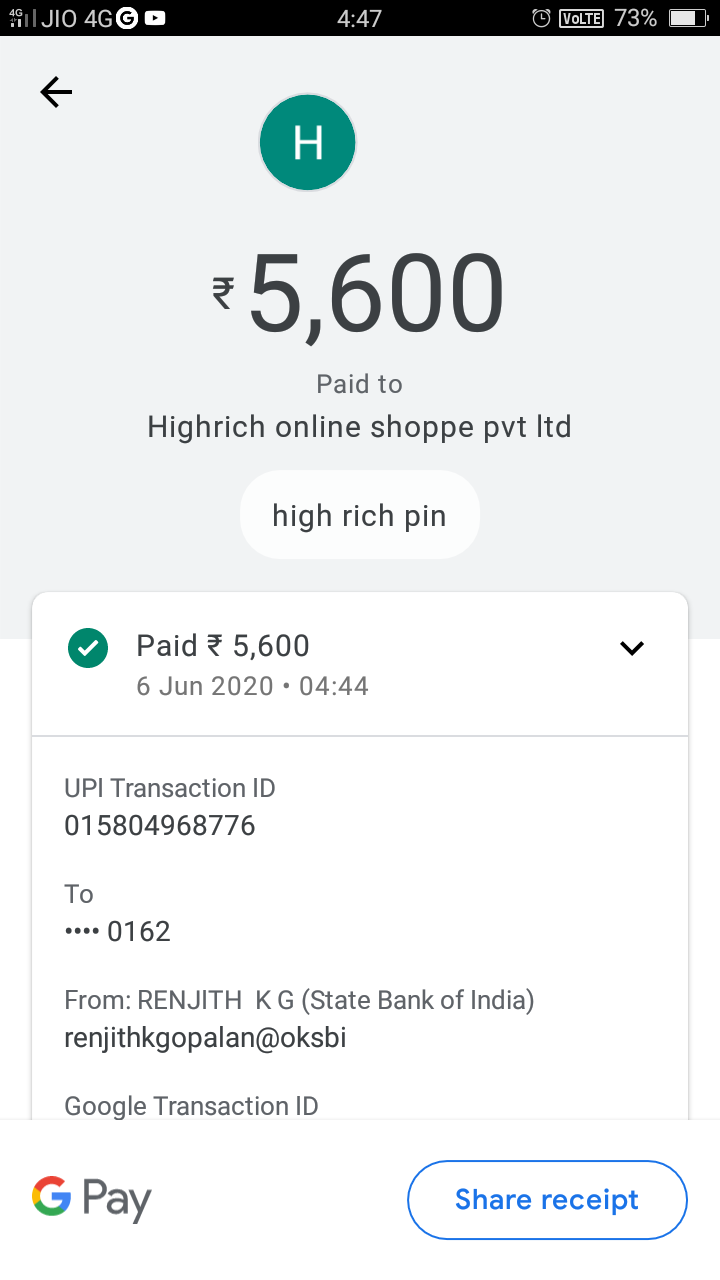 4G JIO 4G G 4:47 VoLTE 73%
H
₹5,600
Paid to
Highrich online shoppe pvt ltd
high rich pin
Paid ₹ 5,600
6 Jun 2020 • 04:44
UPI Transaction ID
015804968776
To
•••• 0162
From: RENJITH  K G (State Bank of India)
renjithkgopalan@oksbi
Google Transaction ID
G Pay
Share receipt